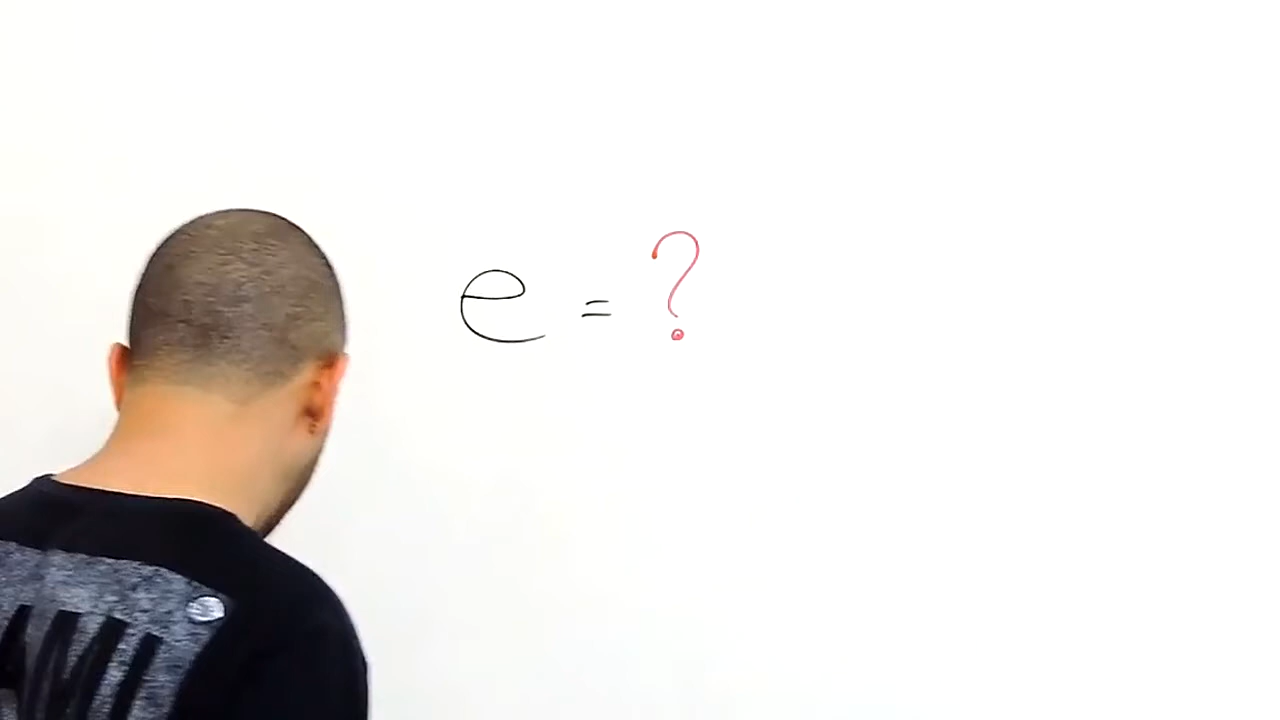 e = ?